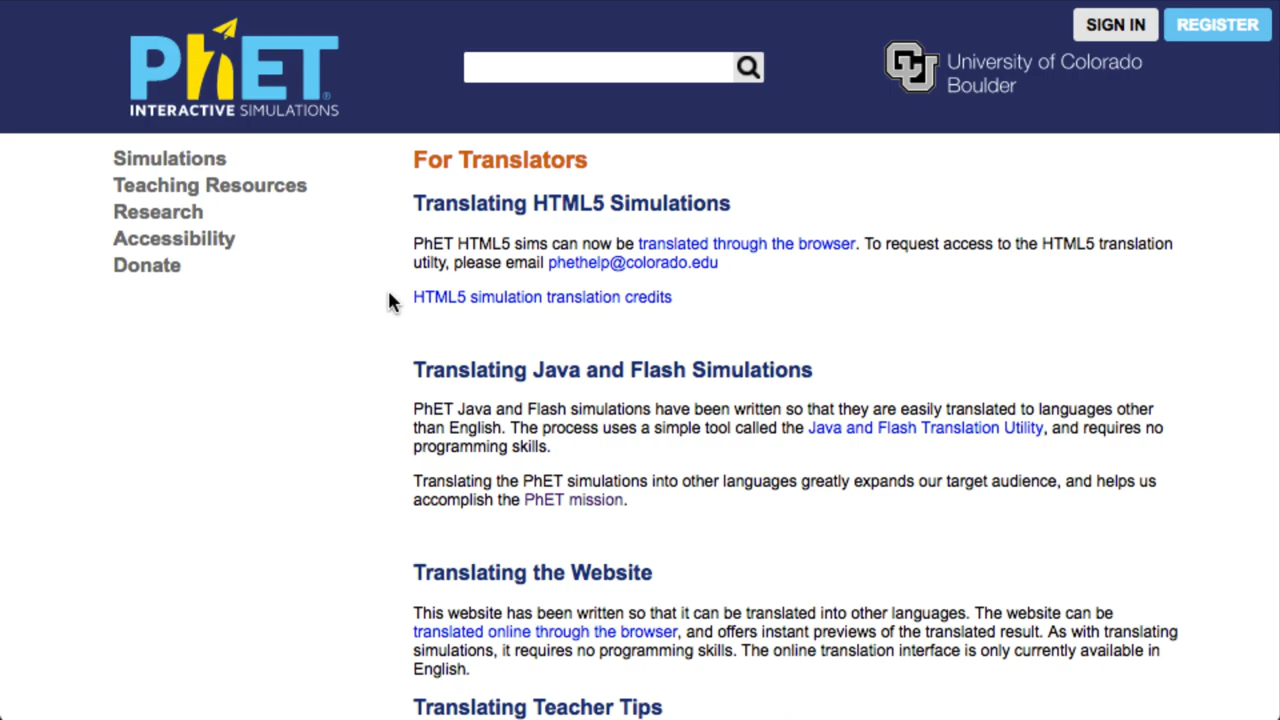 SIGN IN
REGISTER
PhET
INTERACTIVE SIMULATIONS
CU
University of Colorado
Boulder
Simulations
Teaching Resources
Research
Accessibility
Donate
For Translators
Translating HTML5 Simulations
PhET HTML5 sims can now be translated through the browser. To request access to the HTML5 translation
utilty, please email phethelp@colorado.edu
HTML5 simulation translation credits
Translating Java and Flash Simulations
PhET Java and Flash simulations have been written so that they are easily translated to languages other
than English. The process uses a simple tool called the Java and Flash Translation Utility, and requires no
programming skills.
Translating the PhET simulations into other languages greatly expands our target audience, and helps us
accomplish the PhET mission.
Translating the Website
This website has been written so that it can be translated into other languages. The website can be
translated online through the browser, and offers instant previews of the translated result. As with translating
simulations, it requires no programming skills. The online translation interface is only currently available in
English.
Translating Teacher Tips